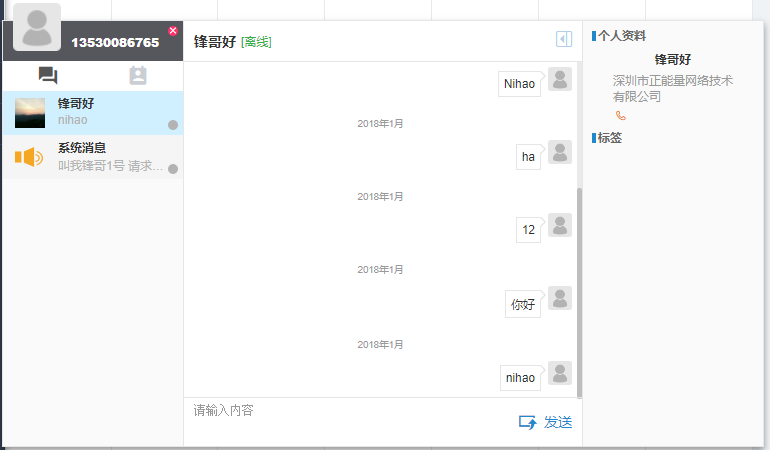 13530086765
锋哥好
nihao
系统消息
叫我锋哥1号 请求...
锋哥好 [离线]
Nihao
2018年1月
ha
2018年1月
12
2018年1月
你好
2018年1月
nihao
请输入内容
发送
个人资料
锋哥好
深圳市正能量网络技术
有限公司
标签